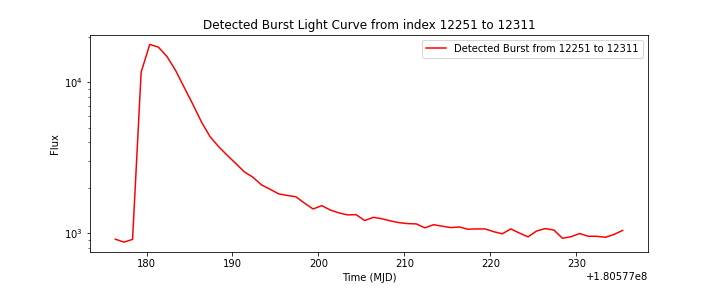 Detected Burst Light Curve from index 12251 to 12311
Detected Burst from 12251 to 12311
10^4
10^3
Flux
180 190 200 210 220 230
Time (MJD)
+1.80577e8